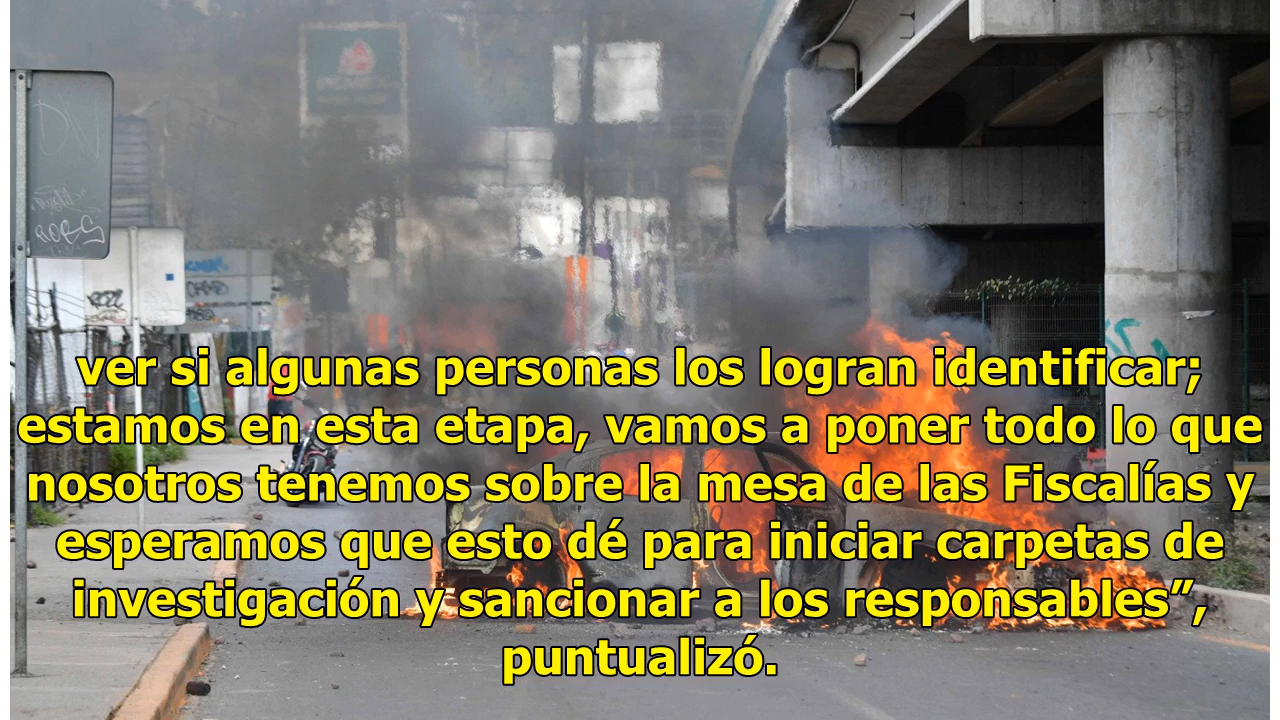 ver si algunas personas los logran identificar;
estamos en esta etapa, vamos a poner todo lo que
nosotros tenemos sobre la mesa de las Fiscalías y
esperamos que esto dé para iniciar carpetas de
investigación y sancionar a los responsables”,
puntualizó.